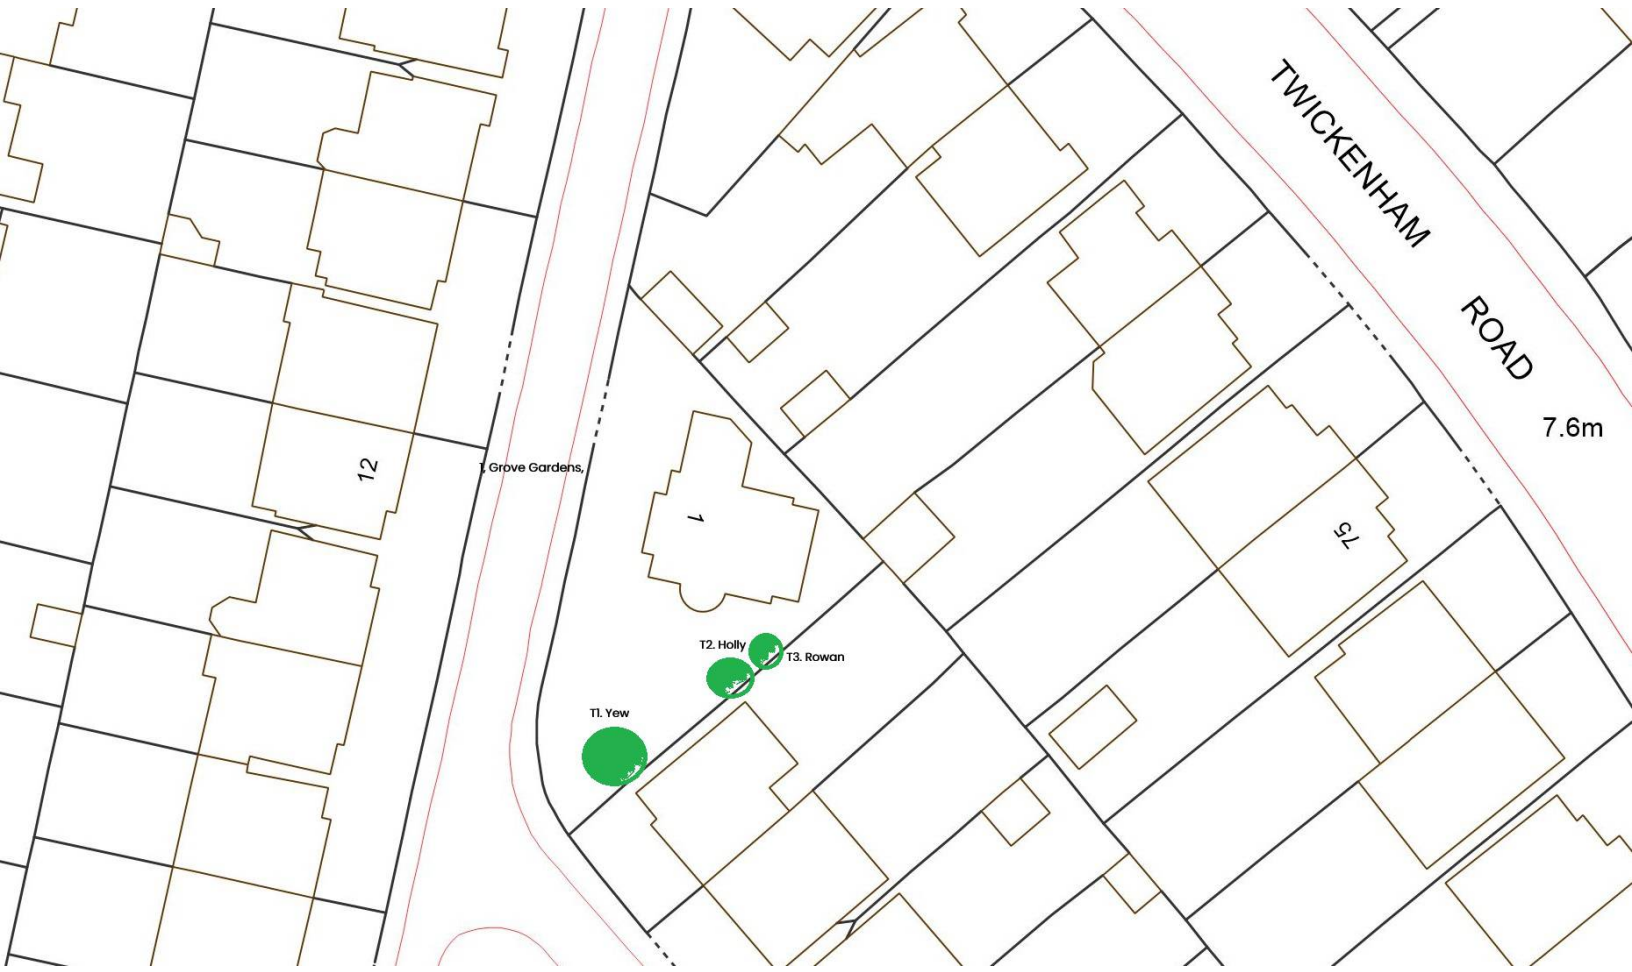 TWICKENHAM
ROAD
7.6m
12
1, Grove Gardens,
1
75
T2. Holly
T3. Rowan
T1. Yew